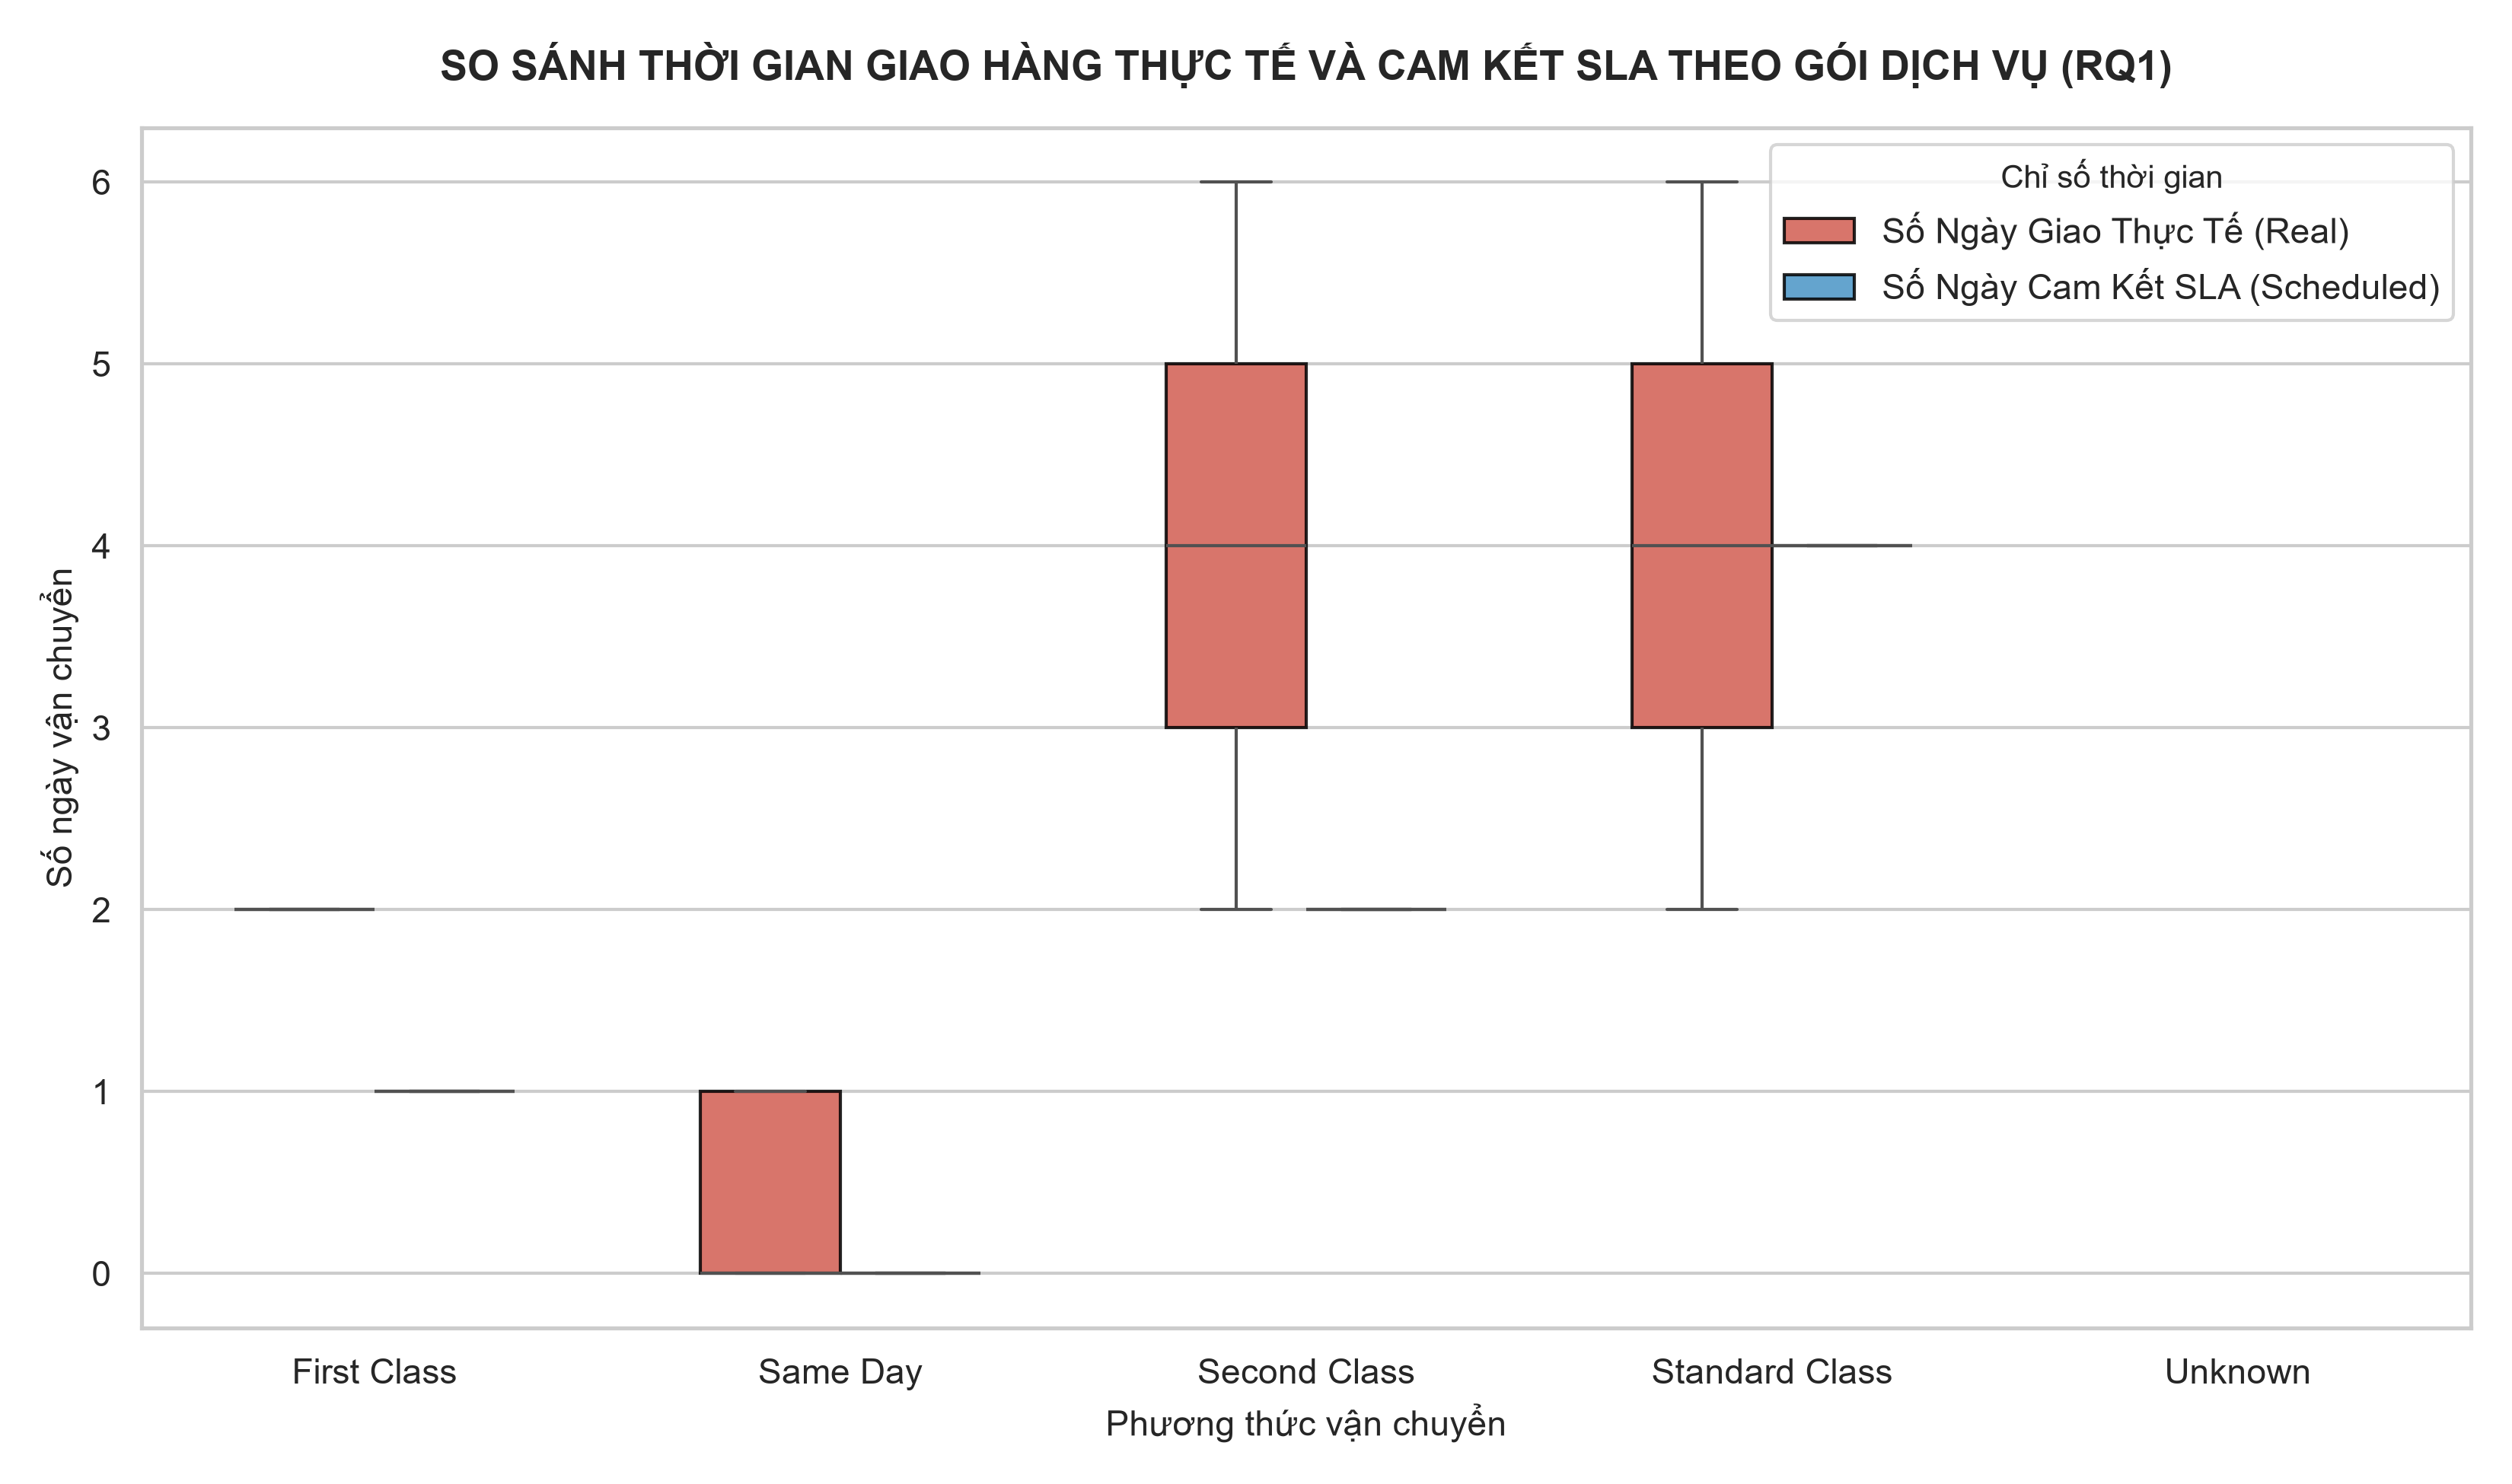 SO SÁNH THỜI GIAN GIAO HÀNG THỰC TẾ VÀ CAM KẾT SLA THEO GÓI DỊCH VỤ (RQ1)
Chỉ số thời gian
Số Ngày Giao Thực Tế (Real)
Số Ngày Cam Kết SLA (Scheduled)
Số ngày vận chuyển
6
5
4
3
2
1
0
First Class
Same Day
Second Class
Standard Class
Unknown
Phương thức vận chuyển